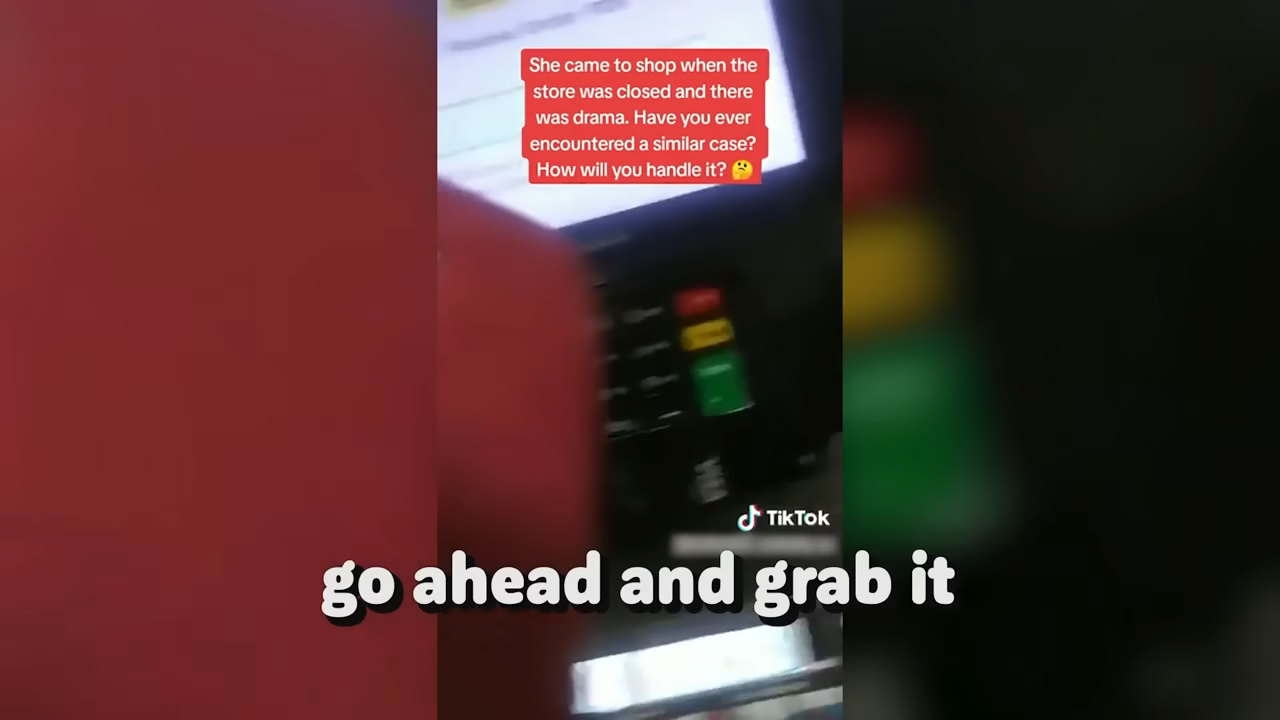 She came to shop when the
store was closed and there
was drama. Have you ever
encountered a similar case?
How will you handle it? 🤔
TikTok
go ahead and grab it